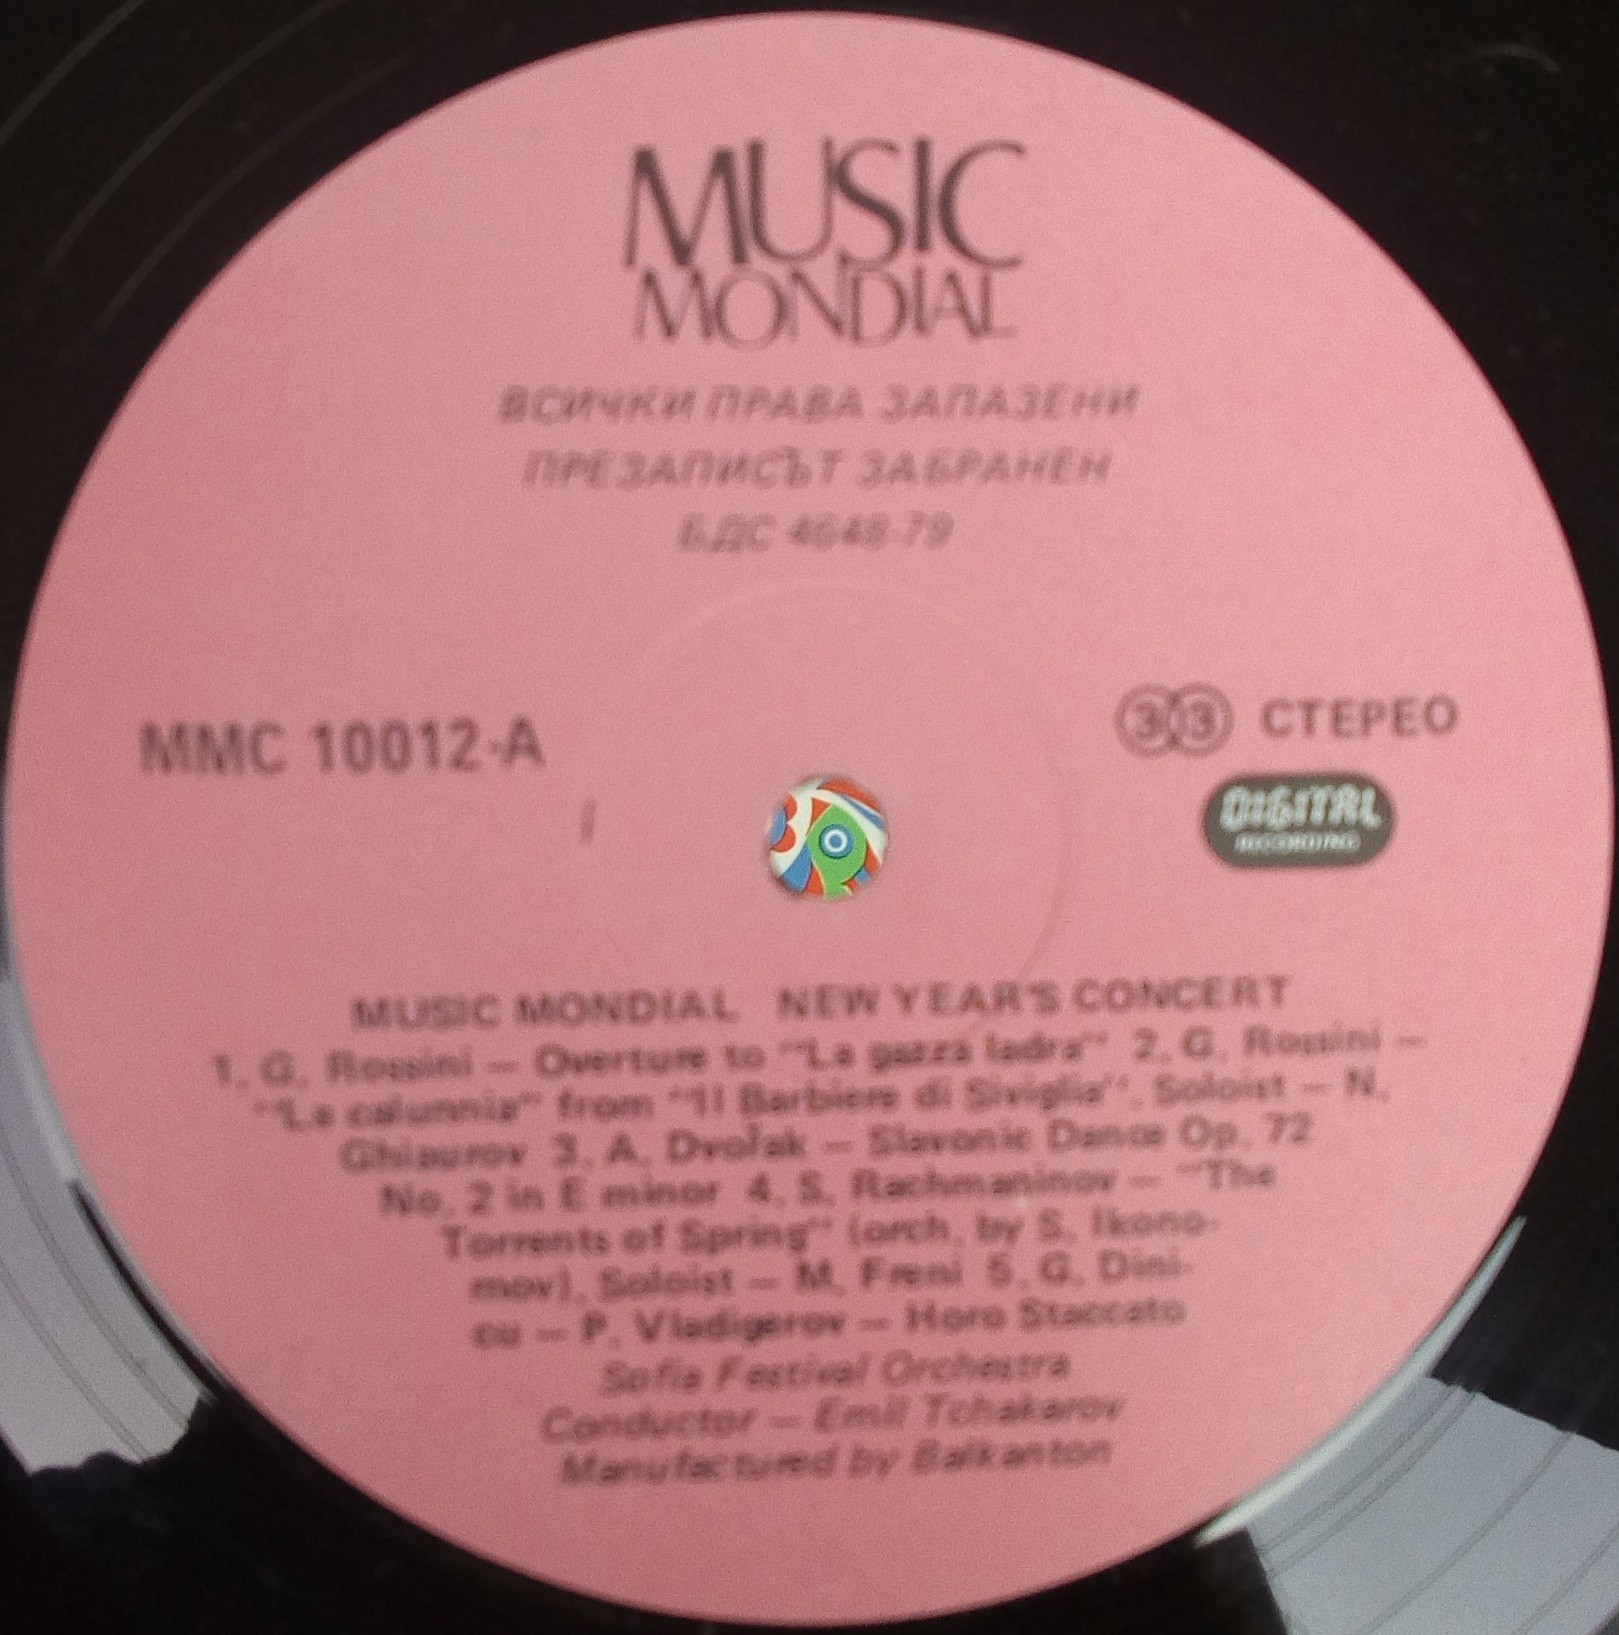 MUSIC
MONDIAL
ВСИЧКИ ПРАВА ЗАПАЗЕНИ
ПРЕЗАПИСЪТ ЗАБРАНЕН
БДС 4648-79
MMC 10012-A
33 СТЕРЕО
DIGITAL
RECORDING
MUSIC MONDIAL NEW YEAR'S CONCERT
1. G. Rossini — Overture to "La gazza ladra" 2. G. Rossini —
"La calunnia" from "Il Barbiere di Siviglia", Soloist — N.
Ghiaurov 3. A. Dvořak — Slavonic Dance Op. 72
No. 2 in E minor 4. S. Rachmaninov — "The
Torrents of Spring" (orch. by S. Ikono-
mov), Soloist — M. Freni 5. G. Dini-
cu — P. Vladigerov — Horo Staccato
Sofia Festival Orchestra
Conductor — Emil Tchakarov
Manufactured by Balkanton